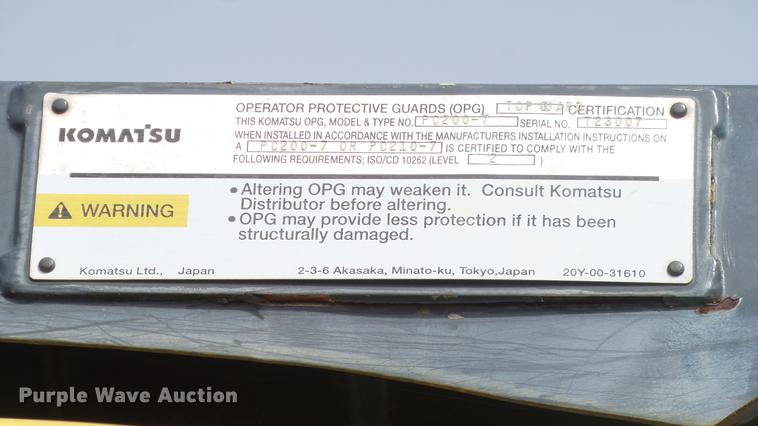 KOMATSU
OPERATOR PROTECTIVE GUARDS (OPG) TOP GUARD CERTIFICATION
THIS KOMATSU OPG, MODEL & TYPE NO. PC200-7 SERIAL NO. T23007
WHEN INSTALLED IN ACCORDANCE WITH THE MANUFACTURERS INSTALLATION INSTRUCTIONS ON
A PC200-7 OR PC210-7 IS CERTIFIED TO COMPLY WITH THE
FOLLOWING REQUIREMENTS; ISO/CD 10262 (LEVEL 2 )
WARNING
• Altering OPG may weaken it. Consult Komatsu
Distributor before altering.
• OPG may provide less protection if it has been
structurally damaged.
Komatsu Ltd., Japan 2-3-6 Akasaka, Minato-ku, Tokyo,Japan 20Y-00-31610
Purple Wave Auction